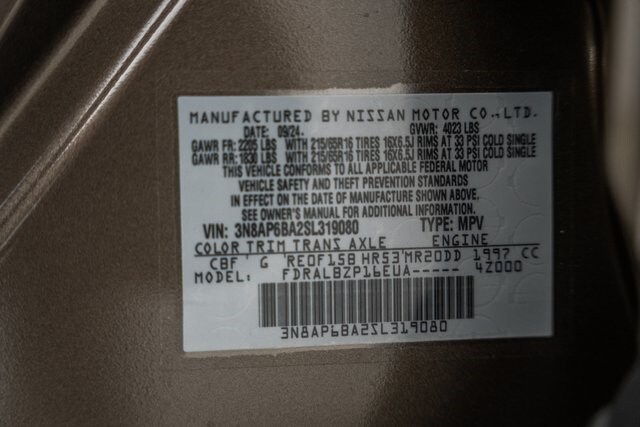 MANUFACTURED BY NISSAN MOTOR CO.,LTD.
DATE: 09/24. GVWR: 4023 LBS
GAWR FR: 2205 LBS WITH 215/65R16 TIRES 16X6.5J RIMS AT 33 PSI COLD SINGLE
GAWR RR: 1830 LBS WITH 215/65R16 TIRES 16X6.5J RIMS AT 33 PSI COLD SINGLE
THIS VEHICLE CONFORMS TO ALL APPLICABLE FEDERAL MOTOR
VEHICLE SAFETY AND THEFT PREVENTION STANDARDS
IN EFFECT ON THE DATE OF MANUFACTURE SHOWN ABOVE.
SEE OWNER'S MANUAL FOR ADDITIONAL INFORMATION.
VIN: 3N8AP6BA2SL319080 TYPE: MPV
COLOR TRIM TRANS AXLE ENGINE
CBF' G 'RE0F15B HR53'MR20DD 1997 CC
MODEL: FDRALBZP16EUA----- 4Z000
3N8AP6BA2SL319080